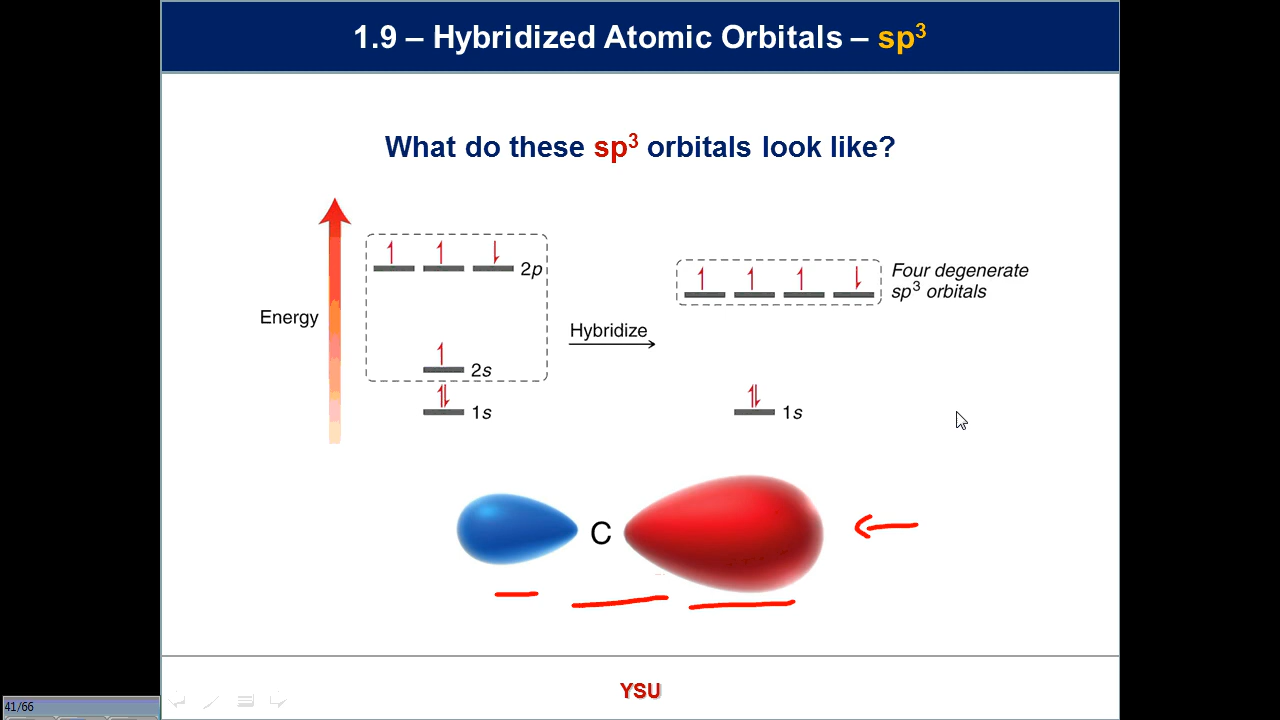 1.9 – Hybridized Atomic Orbitals – sp³
What do these sp³ orbitals look like?
2p
Four degenerate
sp³ orbitals
Energy
Hybridize
2s
1s
1s
C
YSU
41/66